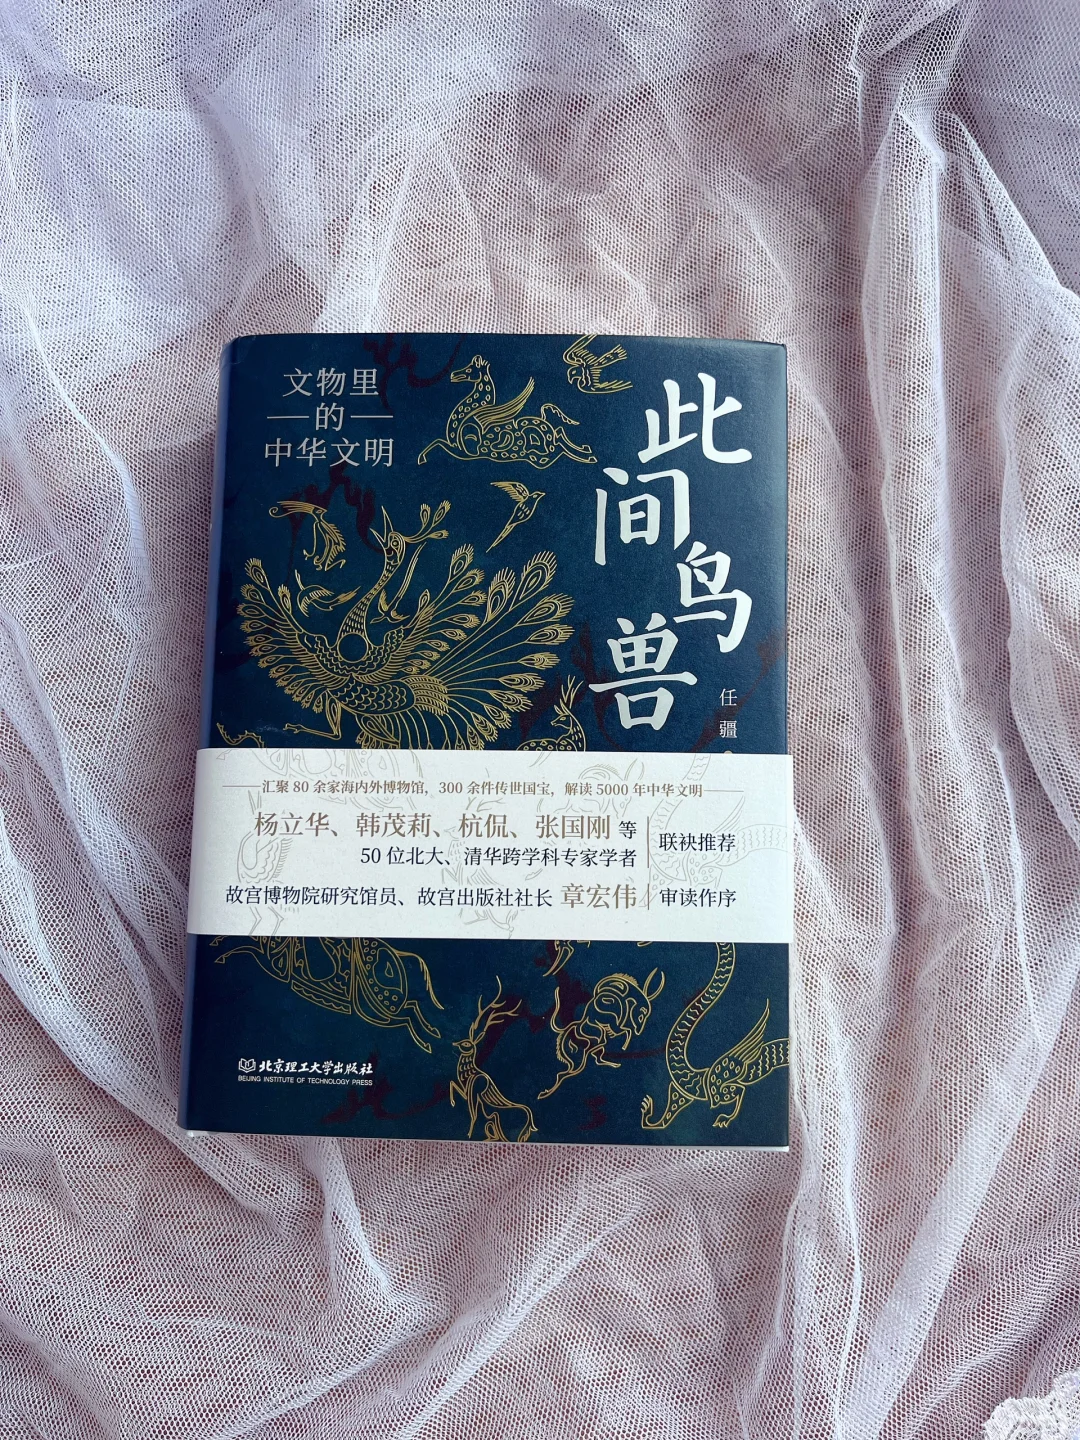 文物里
的
中华文明
此间鸟兽
任疆
汇聚 80 余家海内外博物馆，300 余件传世国宝，解读 5000 年中华文明
杨立华、韩茂莉、杭侃、张国刚 等
50 位北大、清华跨学科专家学者
联袂推荐
故宫博物院研究馆员、故宫出版社社长 章宏伟 审读作序
北京理工大学出版社
BEIJING INSTITUTE OF TECHNOLOGY PRESS